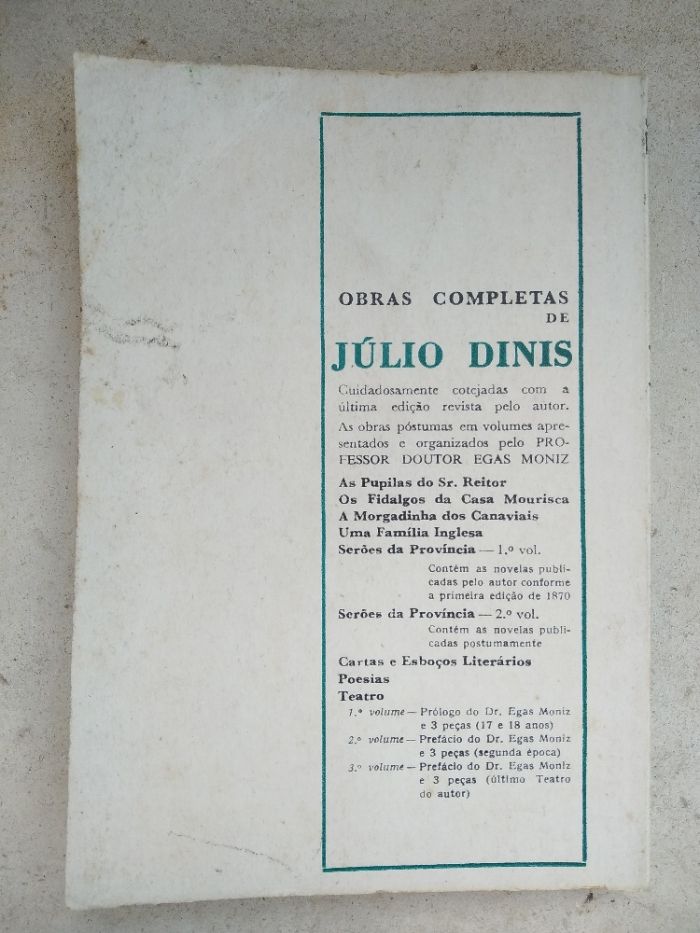 OBRAS COMPLETAS
DE
JÚLIO DINIS
Cuidadosamente cotejadas com a
última edição revista pelo autor.
As obras póstumas em volumes apre-
sentados e organizados pelo PRO-
FESSOR DOUTOR EGAS MONIZ
As Pupilas do Sr. Reitor
Os Fidalgos da Casa Mourisca
A Morgadinha dos Canaviais
Uma Família Inglesa
Serões da Província — 1.º vol.
Contém as novelas publi-
cadas pelo autor conforme
a primeira edição de 1870
Serões da Província — 2.º vol.
Contém as novelas publi-
cadas postumamente
Cartas e Esboços Literários
Poesias
Teatro
1.º volume — Prólogo do Dr. Egas Moniz
e 3 peças (17 e 18 anos)
2.º volume — Prefácio do Dr. Egas Moniz
e 3 peças (segunda época)
3.º volume — Prefácio do Dr. Egas Moniz
e 3 peças (último Teatro
do autor)